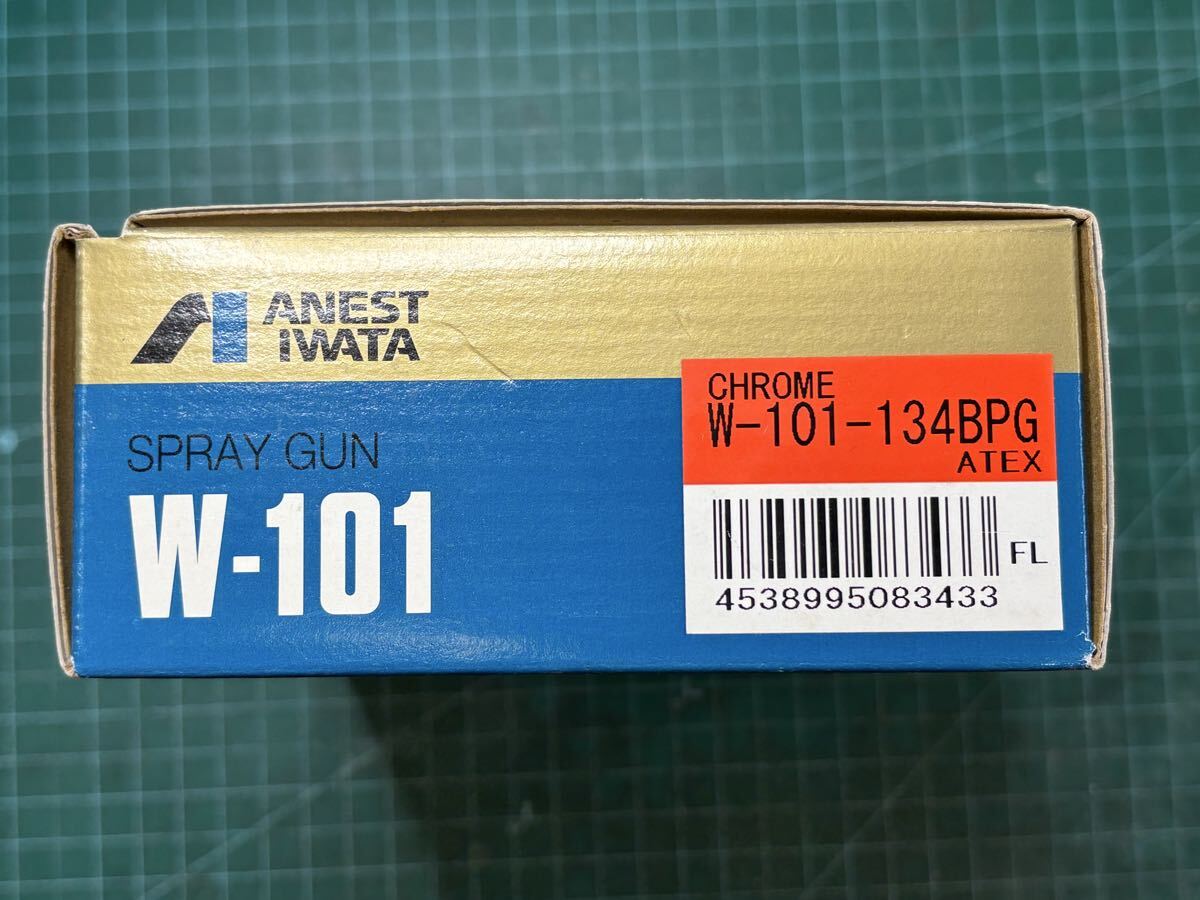 ANEST
IWATA
SPRAY GUN
W-101
CHROME
W-101-134BPG
ATEX
FL
4538995083433